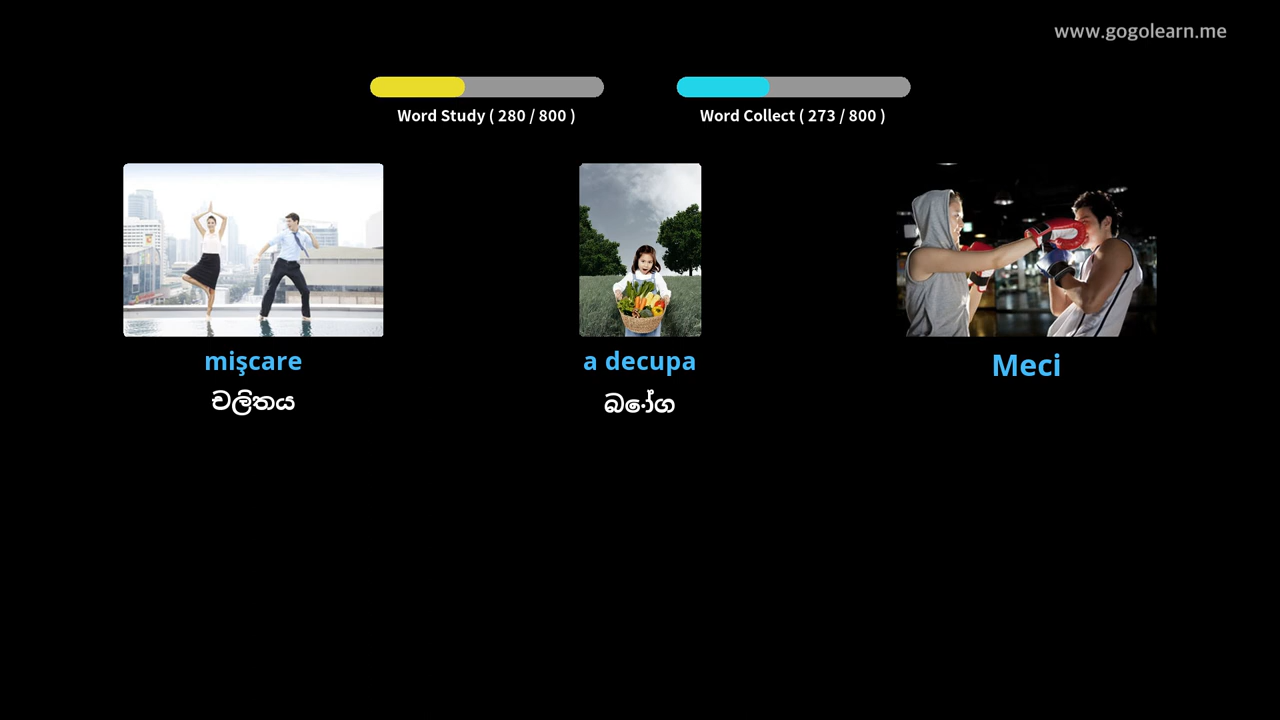 www.gogolearn.me
Word Study ( 280 / 800 )
Word Collect ( 273 / 800 )
mişcare
a decupa
Meci
චලිතය
බෝග